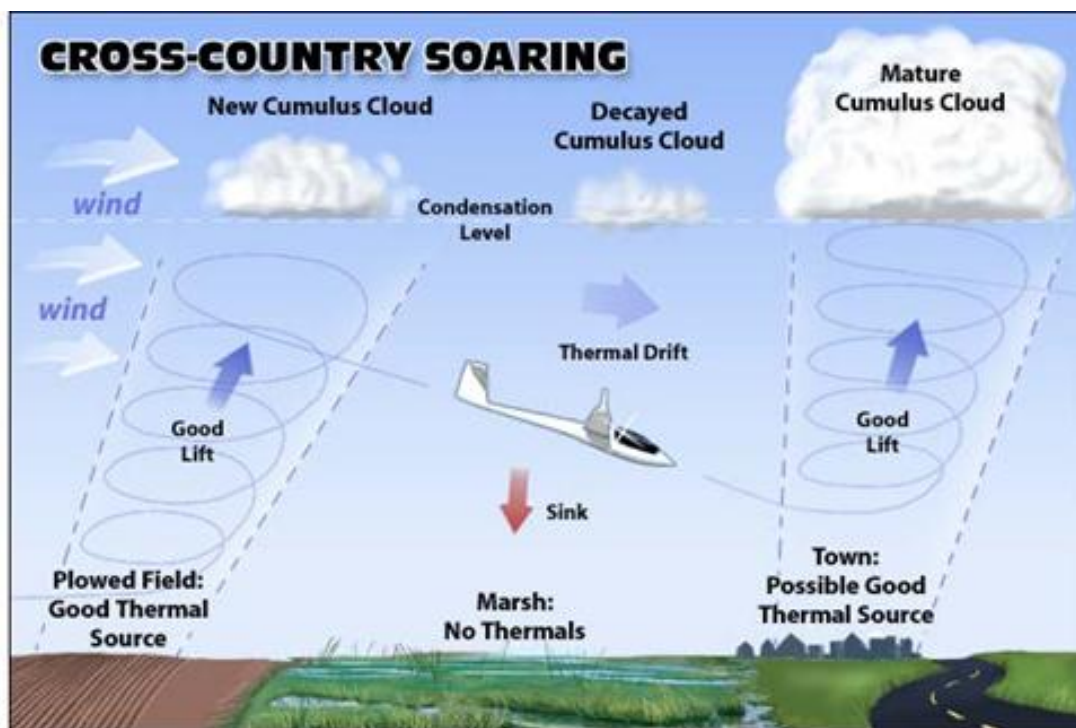 CROSS-COUNTRY SOARING
New Cumulus Cloud
Decayed
Cumulus Cloud
Mature
Cumulus Cloud
wind
Condensation
Level
wind
Thermal Drift
Good
Lift
Good
Lift
Sink
Plowed Field:
Good Thermal
Source
Marsh:
No Thermals
Town:
Possible Good
Thermal Source